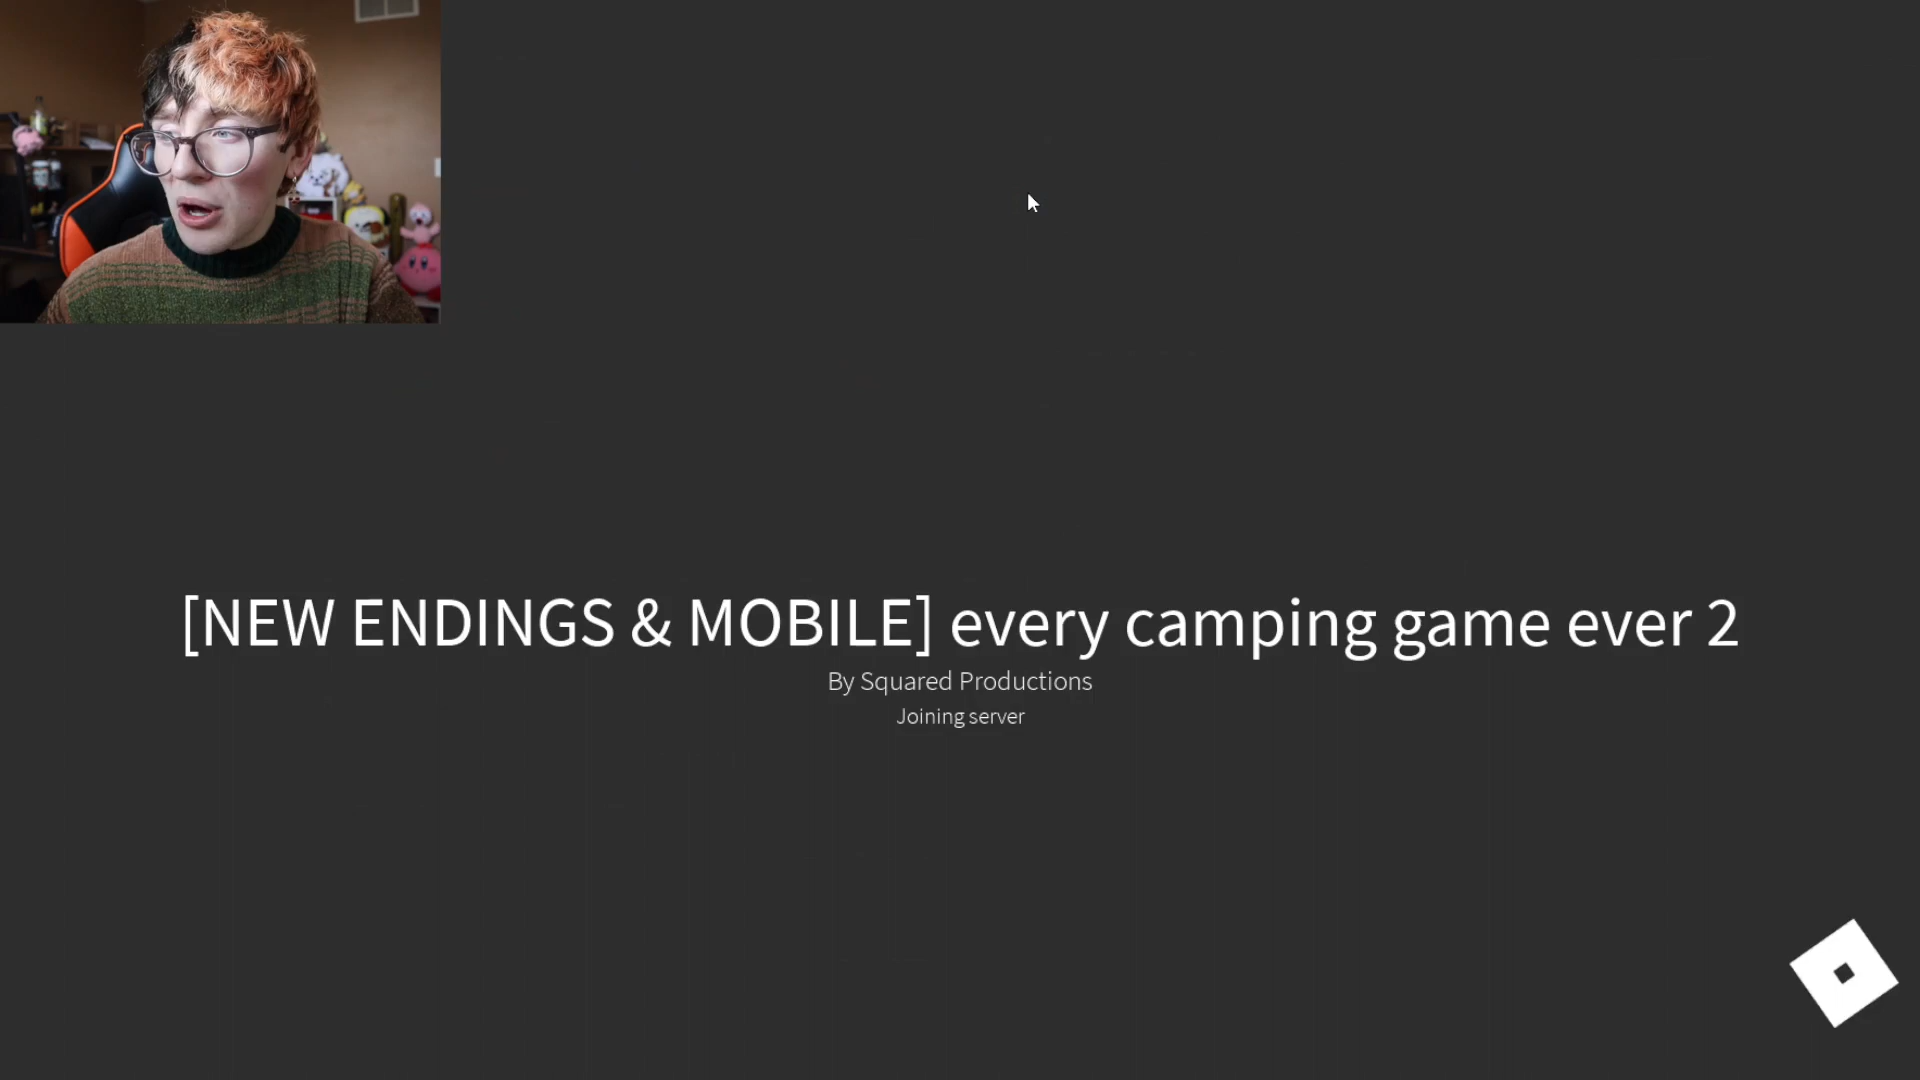 [NEW ENDINGS & MOBILE] every camping game ever 2
By Squared Productions
Joining server